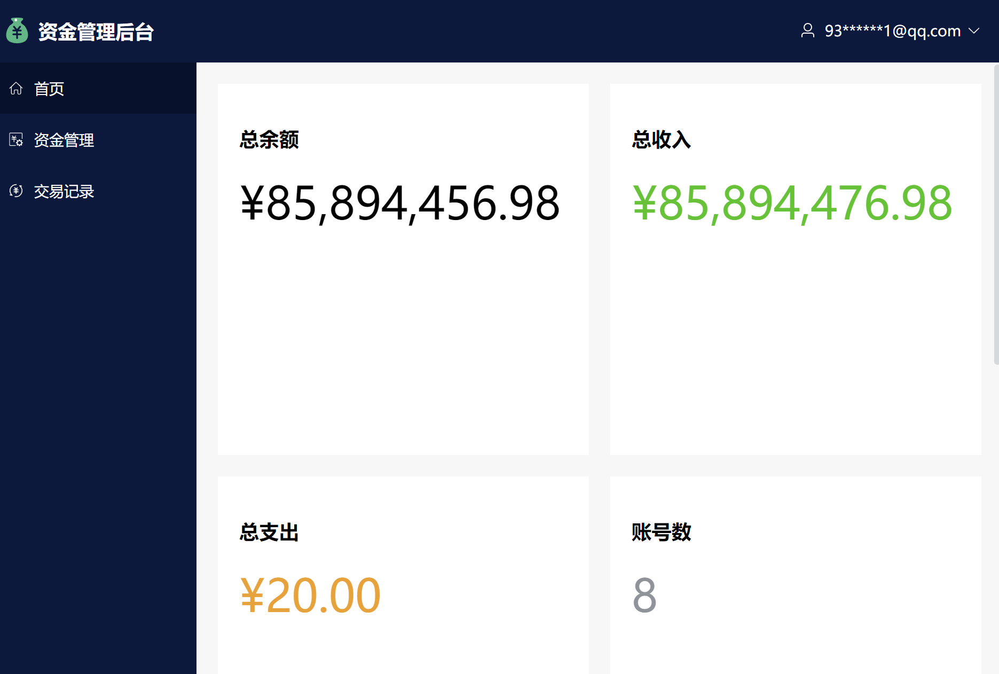 资金管理后台
93******1@qq.com
首页
资金管理
交易记录
总余额
¥85,894,456.98
总收入
¥85,894,476.98
总支出
¥20.00
账号数
8